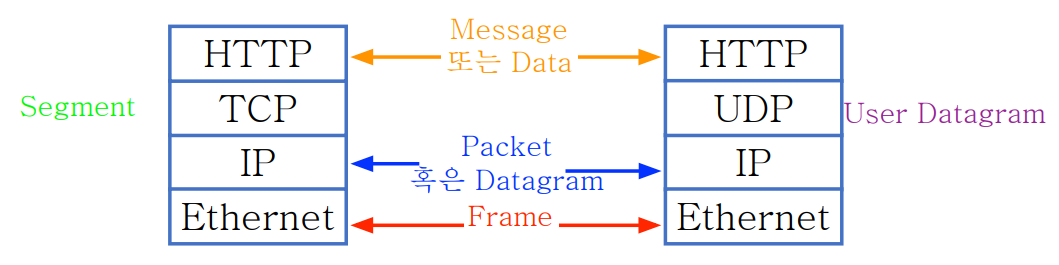 Message
또는 Data
HTTP
HTTP
Segment
TCP
UDP
User Datagram
IP
Packet
혹은 Datagram
IP
Ethernet
Frame
Ethernet